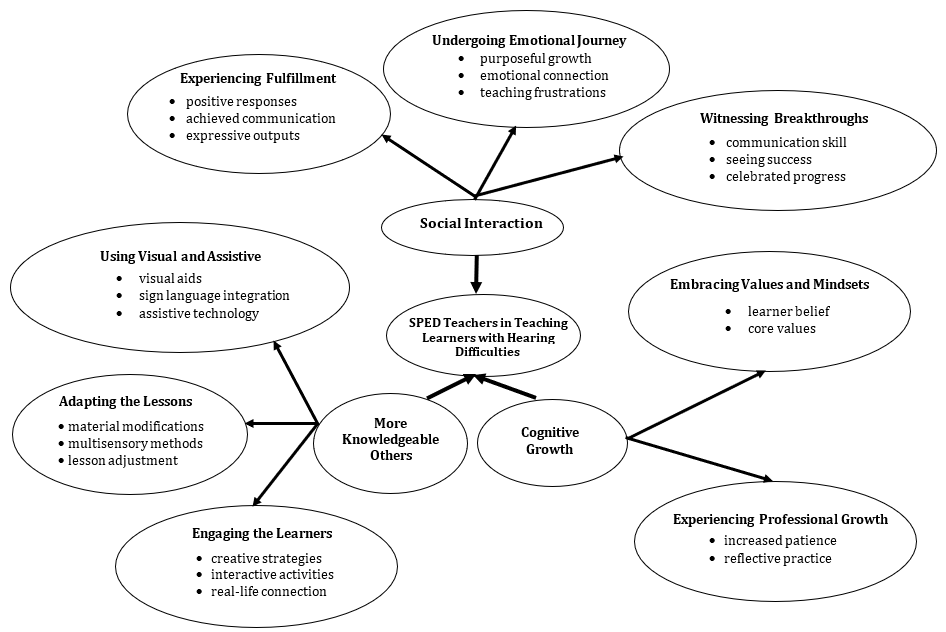 Undergoing Emotional Journey
• purposeful growth
• emotional connection
• teaching frustrations
Experiencing Fulfillment
• positive responses
• achieved communication
• expressive outputs
Witnessing Breakthroughs
• communication skill
• seeing success
• celebrated progress
Social Interaction
Using Visual and Assistive
• visual aids
• sign language integration
• assistive technology
Embracing Values and Mindsets
• learner belief
• core values
SPED Teachers in Teaching
Learners with Hearing
Difficulties
Adapting the Lessons
• material modifications
• multisensory methods
• lesson adjustment
More
Knowledgeable
Others
Cognitive
Growth
Engaging the Learners
• creative strategies
• interactive activities
• real-life connection
Experiencing Professional Growth
• increased patience
• reflective practice